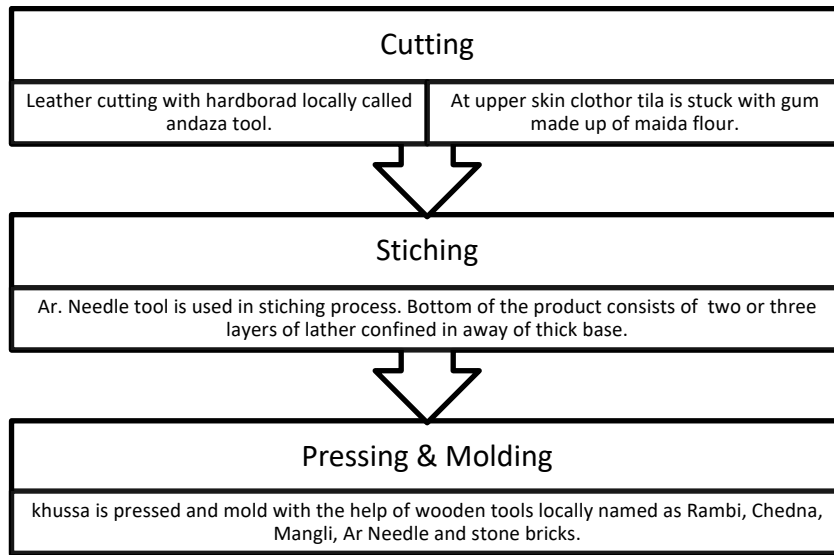 Cutting
Leather cutting with hardborad locally called
andaza tool.
At upper skin clothor tila is stuck with gum
made up of maida flour.
Stiching
Ar. Needle tool is used in stiching process. Bottom of the product consists of two or three
layers of lather confined in away of thick base.
Pressing & Molding
khussa is pressed and mold with the help of wooden tools locally named as Rambi, Chedna,
Mangli, Ar Needle and stone bricks.